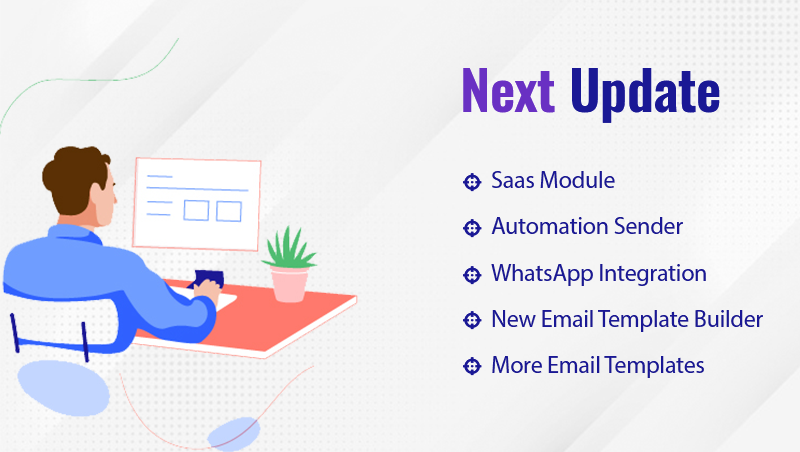 Next Update
Saas Module
Automation Sender
WhatsApp Integration
New Email Template Builder
More Email Templates